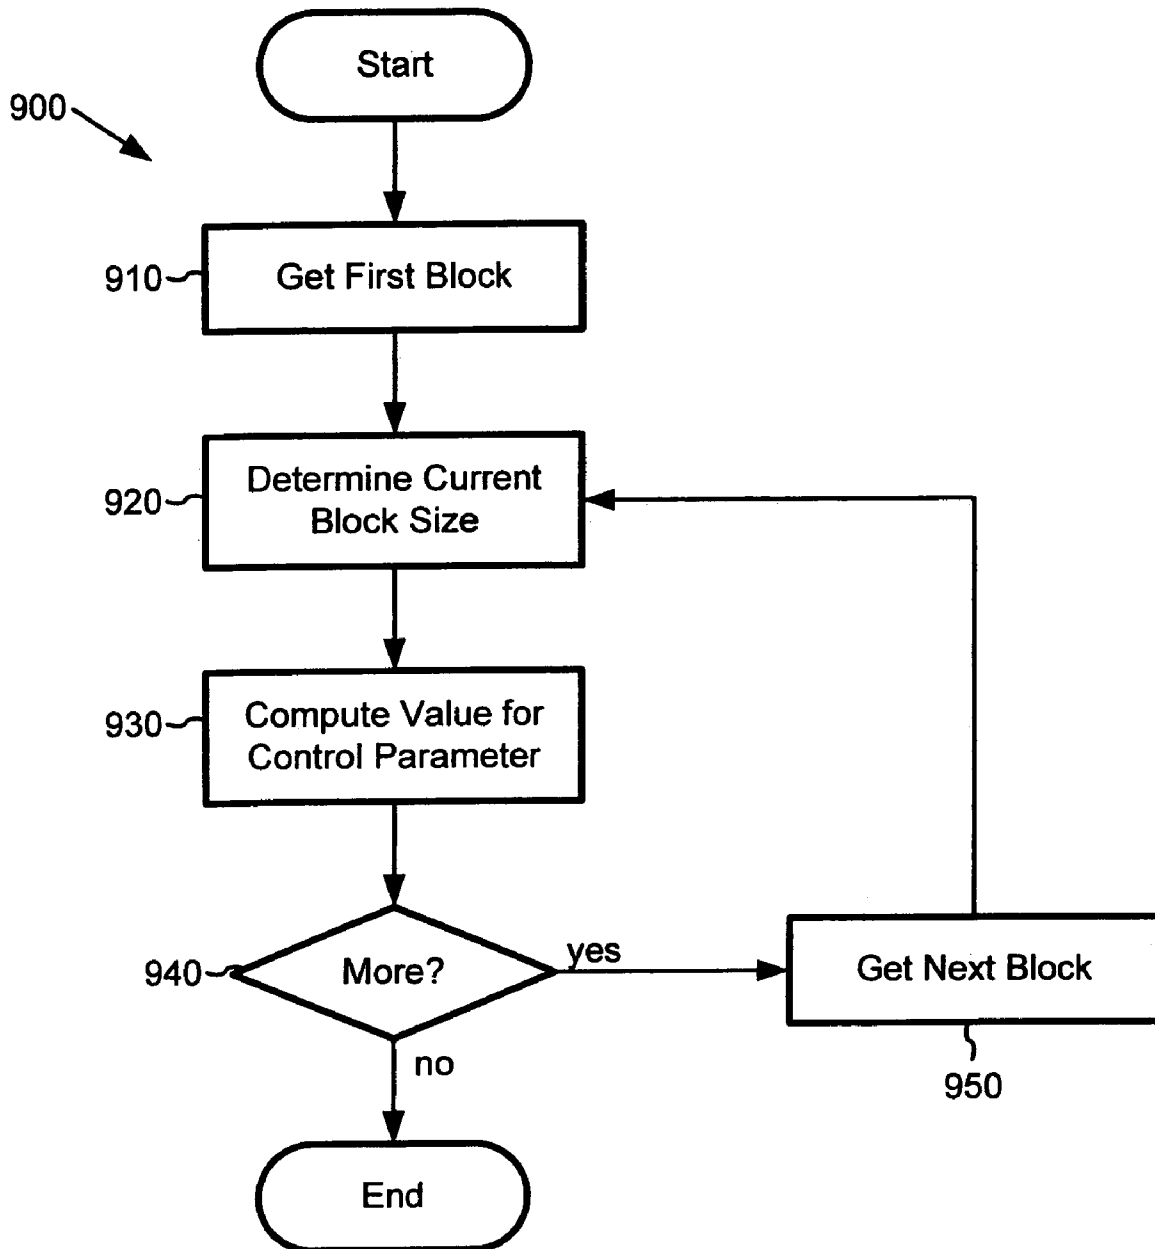 Start
900
910
Get First Block
920
Determine Current
Block Size
930
Compute Value for
Control Parameter
940
More?
yes
Get Next Block
950
no
End